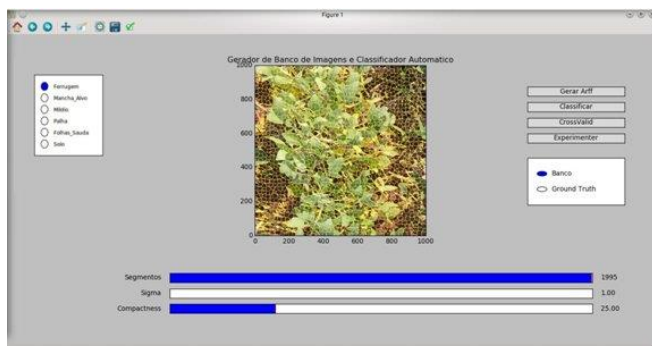 Figure 1
Gerador de Banco de Imagens e Classificador Automatico
Ferrugem
Mancha_Alvo
Mildio
Palha
Folhas_Sauda
Solo
1000
800
600
400
200
0
0 200 400 600 800 1000
Gerar Arff
Classificar
CrossValid
Experimenter
Banco
Ground Truth
Segmentos 1995
Sigma 1.00
Compactness 25.00